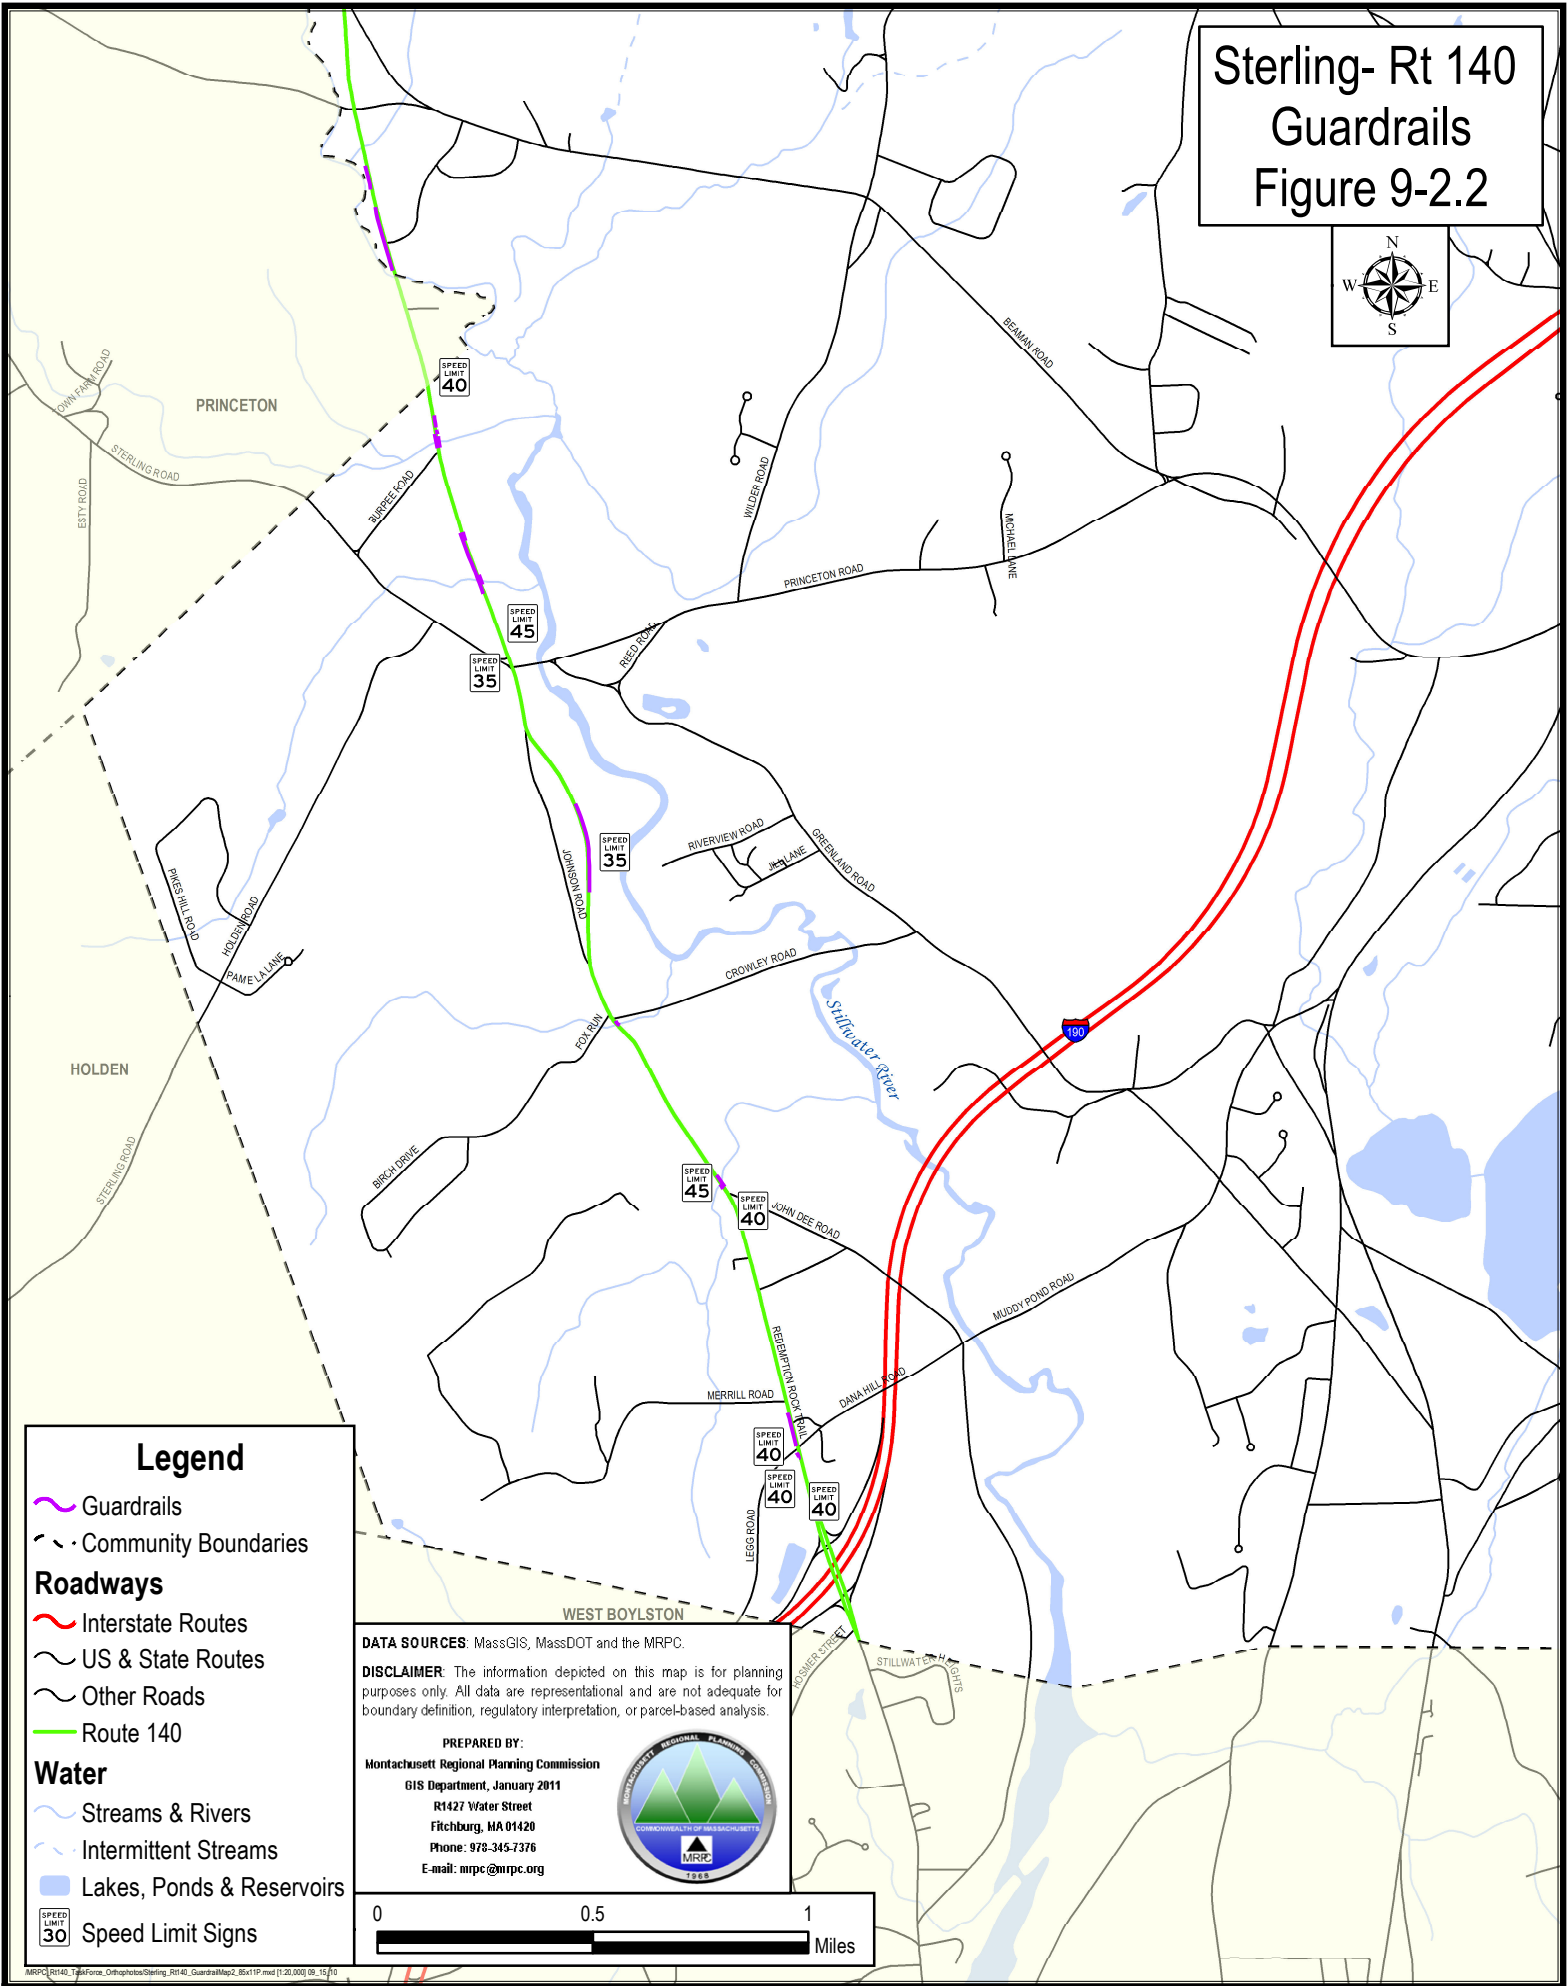 Sterling- Rt 140
Guardrails
Figure 9-2.2
N
W E
S
BEAMAN ROAD
SPEED LIMIT 40
OWN FARM ROAD
PRINCETON
STERLING ROAD
ESTY ROAD
BURPEE ROAD
WILDER ROAD
MICHAEL LANE
PRINCETON ROAD
SPEED LIMIT 45
REED ROAD
SPEED LIMIT 35
SPEED LIMIT 35
RIVERVIEW ROAD
JILL LANE
GREENLAND ROAD
JOHNSON ROAD
PIKES HILL ROAD
HOLDEN ROAD
PAMELA LANE
CROWLEY ROAD
Stillwater River
FOX RUN
190
HOLDEN
STERLING ROAD
BIRCH DRIVE
SPEED LIMIT 45
SPEED LIMIT 40
JOHN DEE ROAD
MUDDY POND ROAD
REDEMPTION ROCK TRAIL
MERRILL ROAD
DANA HILL ROAD
SPEED LIMIT 40
SPEED LIMIT 40
SPEED LIMIT 40
LEGG ROAD
WEST BOYLSTON
HOSMER STREET
STILLWATER HEIGHTS
Legend
Guardrails
Community Boundaries
Roadways
Interstate Routes
US & State Routes
Other Roads
Route 140
Water
Streams & Rivers
Intermittent Streams
Lakes, Ponds & Reservoirs
SPEED LIMIT 30
Speed Limit Signs
DATA SOURCES: MassGIS, MassDOT and the MRPC.
DISCLAIMER: The information depicted on this map is for planning
purposes only. All data are representational and are not adequate for
boundary definition, regulatory interpretation, or parcel-based analysis.
PREPARED BY:
Montachusett Regional Planning Commission
GIS Department, January 2011
R1427 Water Street
Fitchburg, MA 01420
Phone: 978-345-7376
E-mail: mrpc@mrpc.org
MONTACHUSETT REGIONAL PLANNING COMMISSION
COMMONWEALTH OF MASSACHUSETTS
MRPC
1968
0 0.5 1
Miles
/MRPC_Rt140_TaskForce_Orthophotos/Sterling_Rt140_GuardrailMap2_85x11P.mxd [1:20,000] 09_15_10